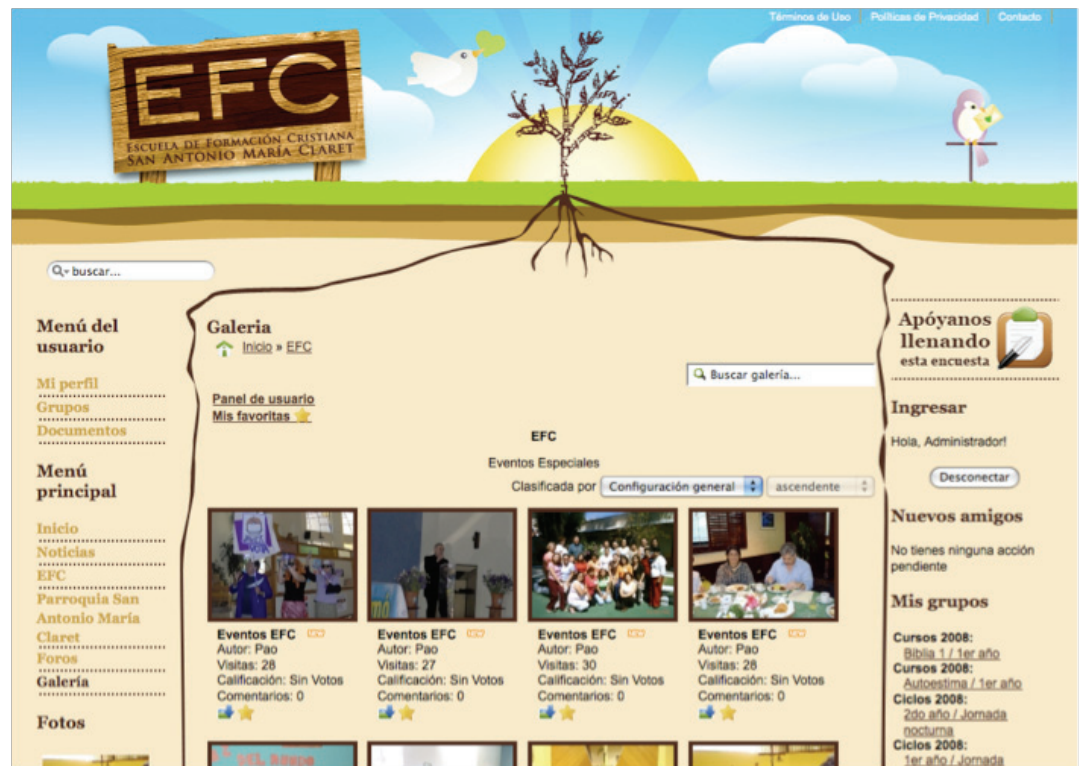 Términos de Uso Políticas de Privacidad Contacto
EFC
ESCUELA DE FORMACIÓN CRISTIANA
SAN ANTONIO MARÍA CLARET
buscar...
Menú del
usuario
Mi perfil
Grupos
Documentos
Menú
principal
Inicio
Noticias
EFC
Parroquia San
Antonio María
Claret
Foros
Galería
Fotos
Galeria
Inicio » EFC
Buscar galería...
Panel de usuario
Mis favoritas
EFC
Eventos Especiales
Clasificada por Configuración general ascendente
VOTA
Eventos EFC
Autor: Pao
Visitas: 28
Calificación: Sin Votos
Comentarios: 0
Eventos EFC
Autor: Pao
Visitas: 27
Calificación: Sin Votos
Comentarios: 0
Eventos EFC
Autor: Pao
Visitas: 30
Calificación: Sin Votos
Comentarios: 0
Eventos EFC
Autor: Pao
Visitas: 28
Calificación: Sin Votos
Comentarios: 0
Apóyanos
llenando
esta encuesta
Ingresar
Hola, Administrador!
Desconectar
Nuevos amigos
No tienes ninguna acción
pendiente
Mis grupos
Cursos 2008:
Biblia 1 / 1er año
Cursos 2008:
Autoestima / 1er año
Ciclos 2008:
2do año / Jornada
nocturna
Ciclos 2008:
1er año / Jornada